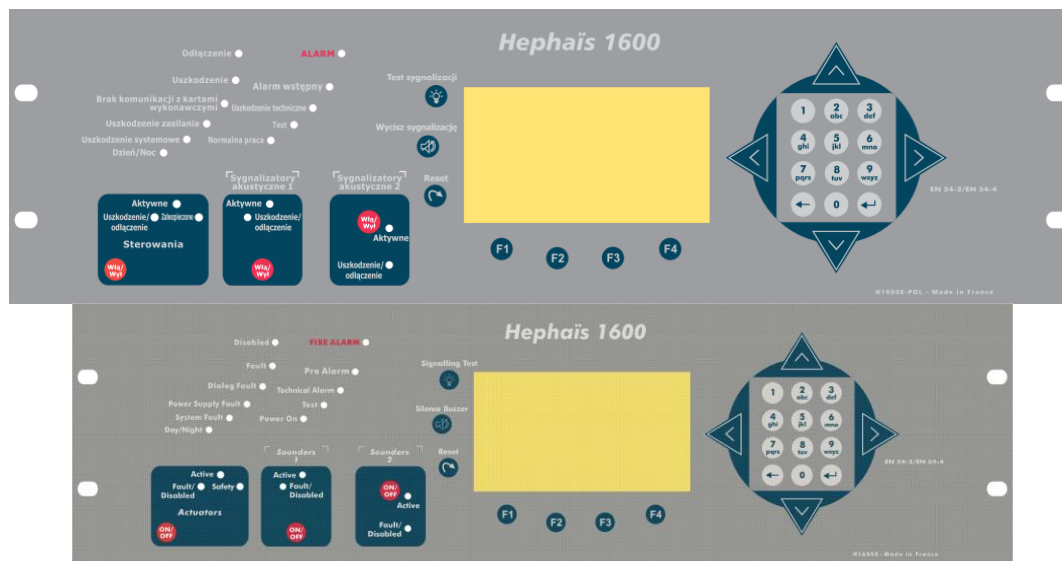 Hephaïs 1600
Odłączenie
ALARM
Uszkodzenie
Alarm wstępny
Brak komunikacji z kartami
wykonawczymi
Uszkodzenie techniczne
Uszkodzenie zasilania
Test
Uszkodzenie systemowe
Normalna praca
Dzień/Noc
Test sygnalizacji
Wycisz sygnalizację
Reset
Sygnalizatory
akustyczne 1
Sygnalizatory
akustyczne 2
Aktywne
Uszkodzenie/
odłączenie
Zabezpieczone
Sterowania
Wlą/
Wył
Aktywne
Uszkodzenie/
odłączenie
Wlą/
Wył
Wlą/
Wył
Aktywne
Uszkodzenie/
odłączenie
F1 F2 F3 F4
1 2 3
abc def
4 5 6
ghi jkl mno
7 8 9
pqrs tuv wxyz
0
EN 54-2/EN 54-4
H1600E-POL - Made in France
Hephaïs 1600
Disabled
FIRE ALARM
Fault
Pre Alarm
Dialog Fault
Technical Alarm
Power Supply Fault
Test
System Fault
Power On
Day/Night
Signalling Test
Silence Buzzer
Reset
Sounders
1
Sounders
2
Active
Fault/
Disabled
Safety
Actuators
ON/
OFF
Active
Fault/
Disabled
ON/
OFF
ON/
OFF
Active
Fault/
Disabled
F1 F2 F3 F4
1 2 3
abc def
4 5 6
ghi jkl mno
7 8 9
pqrs tuv wxyz
0
EN 54-2/EN 54-4
H1600E - Made in France